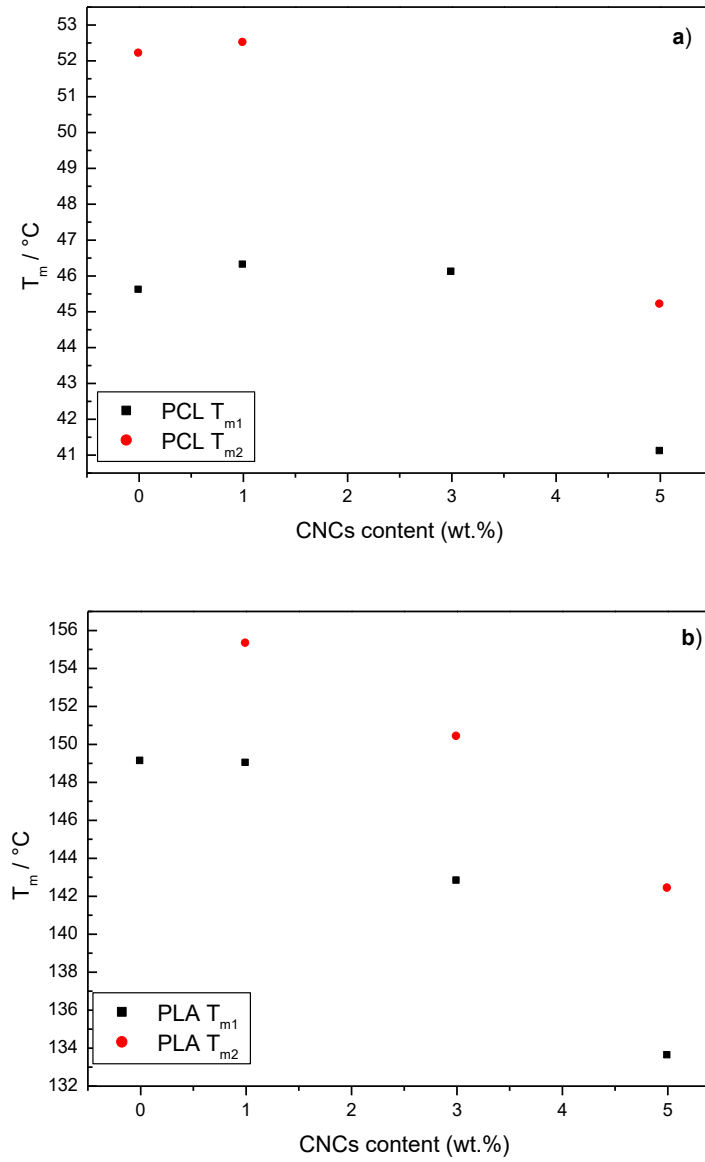 a)
53
52
51
50
49
48
47
46
45
44
43
42
41
Tm / °C
PCL Tm1
PCL Tm2
0 1 2 3 4 5
CNCs content (wt.%)
b)
156
154
152
150
148
146
144
142
140
138
136
134
132
Tm / °C
PLA Tm1
PLA Tm2
0 1 2 3 4 5
CNCs content (wt.%)